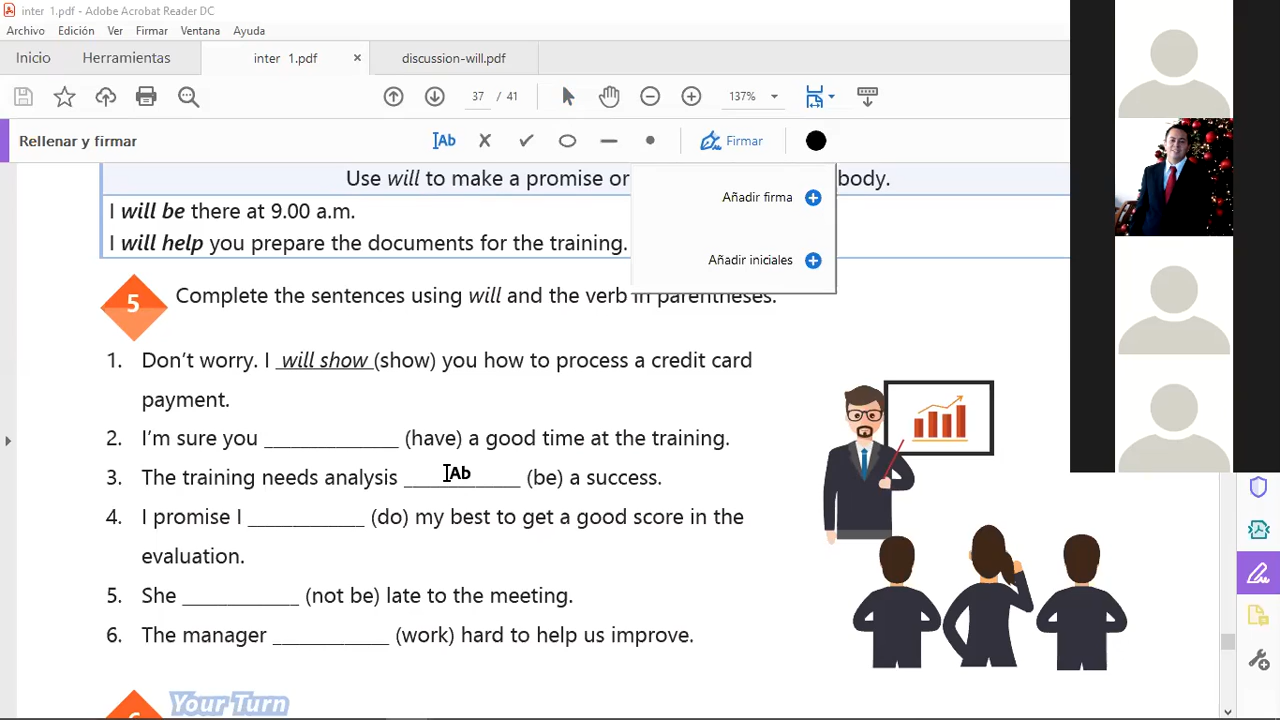 inter 1.pdf - Adobe Acrobat Reader DC
Archivo Edición Ver Firmar Ventana Ayuda
Inicio Herramientas inter 1.pdf × discussion-will.pdf
37 / 41 137%
Rellenar y firmar Ab Firmar
Añadir firma
Añadir iniciales
Use will to make a promise or body.
I will be there at 9.00 a.m.
I will help you prepare the documents for the training.
5 Complete the sentences using will and the verb in parentheses.
1. Don't worry. I will show (show) you how to process a credit card
payment.
2. I'm sure you ____________ (have) a good time at the training.
3. The training needs analysis __________ (be) a success.
Ab
4. I promise I __________ (do) my best to get a good score in the
evaluation.
5. She __________ (not be) late to the meeting.
6. The manager __________ (work) hard to help us improve.
Your Turn